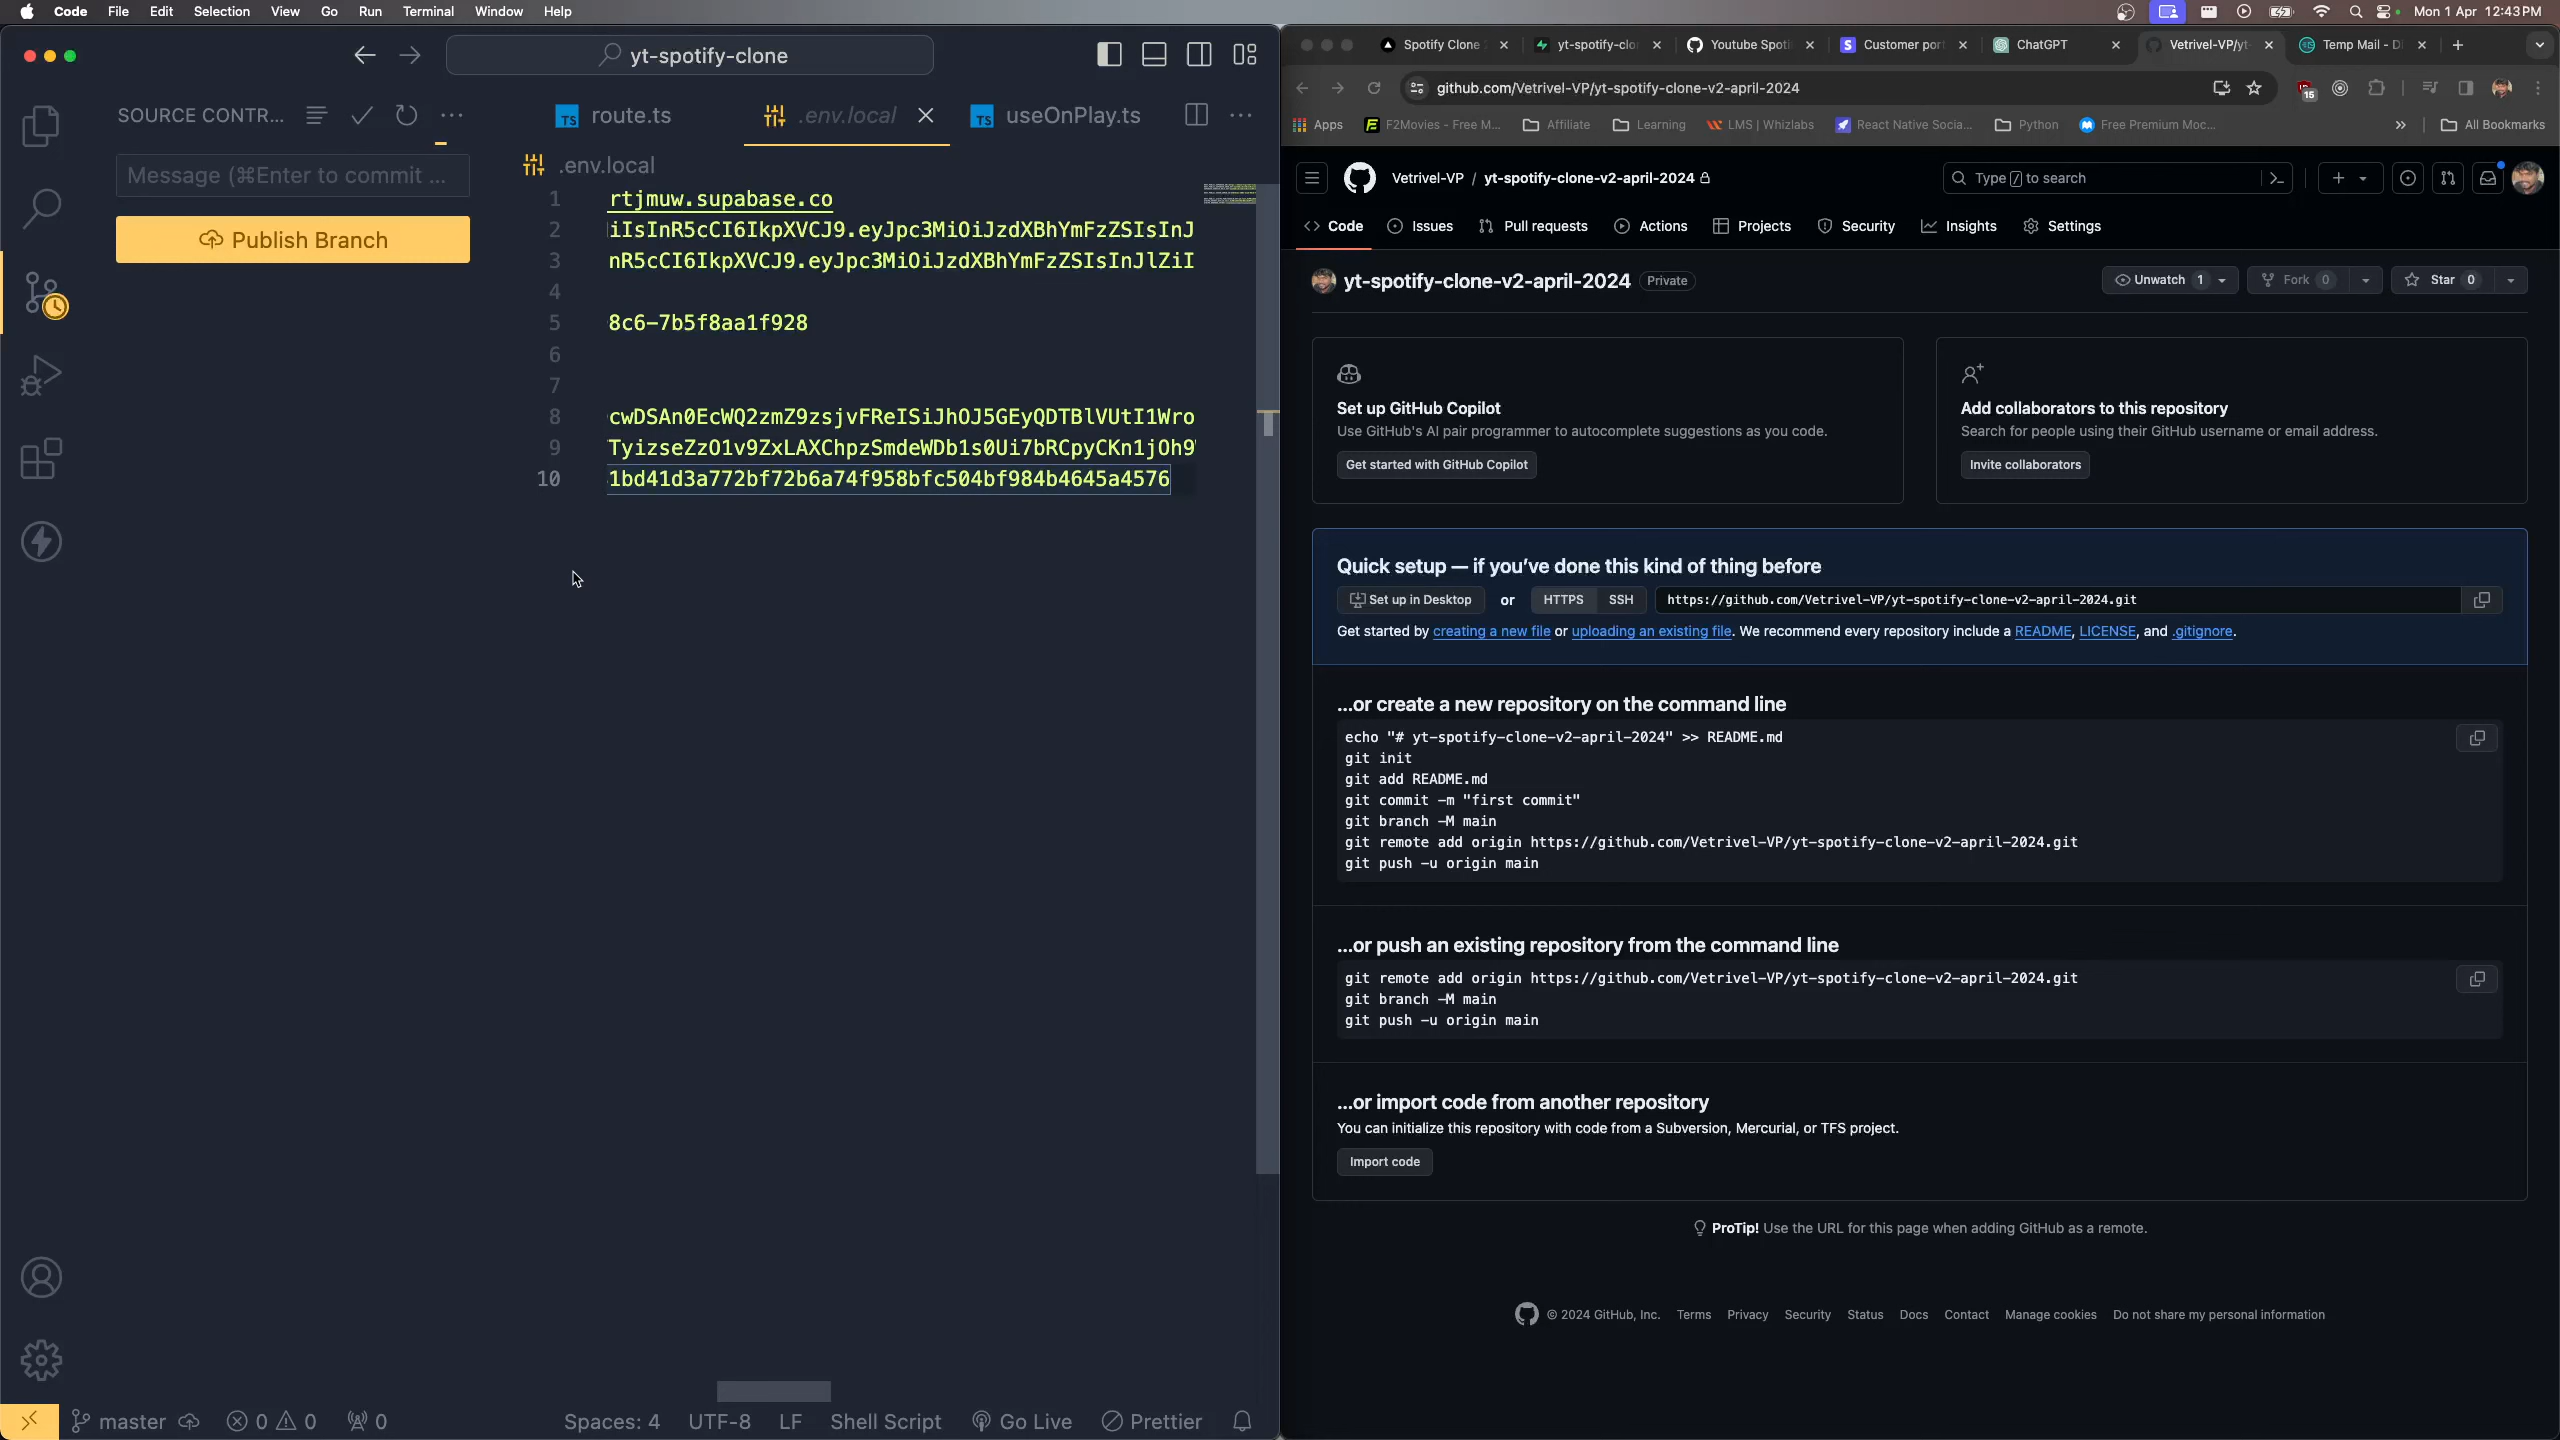 Code File Edit Selection View Go Run Terminal Window Help
Mon 1 Apr 12:43 PM
yt-spotify-clone
SOURCE CONTR...
Message (⌘Enter to commit ...
Publish Branch
route.ts .env.local useOnPlay.ts
.env.local
1 rtjmuw.supabase.co
2 iIsInR5cCI6IkpXVCJ9.eyJpc3MiOiJzdXBhYmFzZSIsInJ
3 nR5cCI6IkpXVCJ9.eyJpc3MiOiJzdXBhYmFzZSIsInJlZiI
4
5 8c6-7b5f8aa1f928
6
7
8 cwDSAn0EcWQ2zmZ9zsjvFReISiJhOJ5GEyQDTBlVUtI1Wro
9 TyizseZzO1v9ZxLAXChpzSmdeWDb1s0Ui7bRCpyCKn1jOh9
10 1bd41d3a772bf72b6a74f958bfc504bf984b4645a4576
master 0 0 0 Spaces: 4 UTF-8 LF Shell Script Go Live Prettier
Spotify Clone yt-spotify-clo Youtube Spoti Customer port ChatGPT Vetrivel-VP/yt- Temp Mail - D
github.com/Vetrivel-VP/yt-spotify-clone-v2-april-2024
15
Apps F2Movies - Free M... Affiliate Learning LMS | Whizlabs React Native Socia... Python Free Premium Moc... » All Bookmarks
Vetrivel-VP / yt-spotify-clone-v2-april-2024
Type / to search
Code Issues Pull requests Actions Projects Security Insights Settings
yt-spotify-clone-v2-april-2024 Private
Unwatch 1 Fork 0 Star 0
Set up GitHub Copilot
Use GitHub's AI pair programmer to autocomplete suggestions as you code.
Get started with GitHub Copilot
Add collaborators to this repository
Search for people using their GitHub username or email address.
Invite collaborators
Quick setup — if you've done this kind of thing before
Set up in Desktop or HTTPS SSH https://github.com/Vetrivel-VP/yt-spotify-clone-v2-april-2024.git
Get started by creating a new file or uploading an existing file. We recommend every repository include a README, LICENSE, and .gitignore.
...or create a new repository on the command line
echo "# yt-spotify-clone-v2-april-2024" >> README.md
git init
git add README.md
git commit -m "first commit"
git branch -M main
git remote add origin https://github.com/Vetrivel-VP/yt-spotify-clone-v2-april-2024.git
git push -u origin main
...or push an existing repository from the command line
git remote add origin https://github.com/Vetrivel-VP/yt-spotify-clone-v2-april-2024.git
git branch -M main
git push -u origin main
...or import code from another repository
You can initialize this repository with code from a Subversion, Mercurial, or TFS project.
Import code
ProTip! Use the URL for this page when adding GitHub as a remote.
© 2024 GitHub, Inc. Terms Privacy Security Status Docs Contact Manage cookies Do not share my personal information